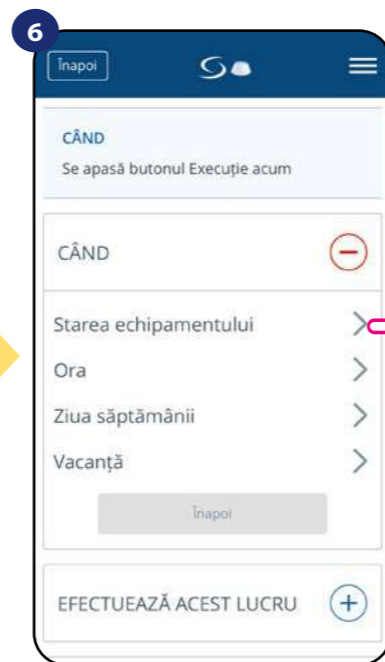 6
Înapoi
CÂND
Se apasă butonul Execuție acum
CÂND
Starea echipamentului
Ora
Ziua săptămânii
Vacanță
Înapoi
EFECTUEAZĂ ACEST LUCRU